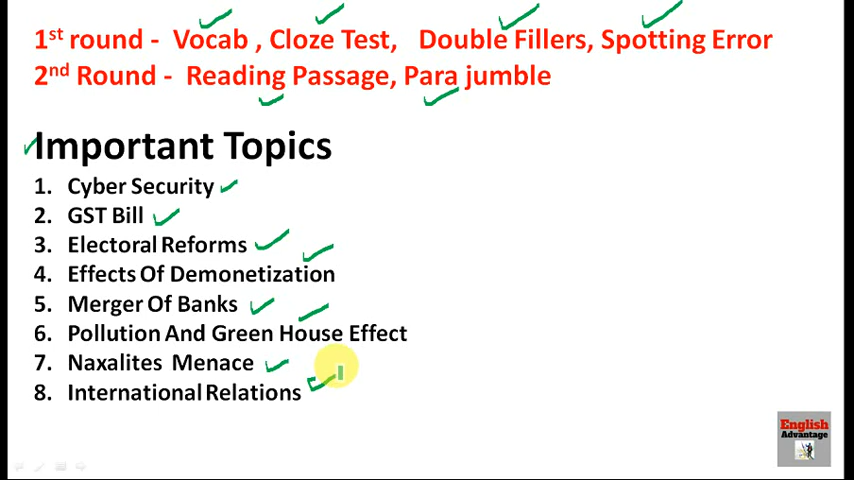 1st round - Vocab , Cloze Test, Double Fillers, Spotting Error
2nd Round - Reading Passage, Para jumble
Important Topics
1. Cyber Security
2. GST Bill
3. Electoral Reforms
4. Effects Of Demonetization
5. Merger Of Banks
6. Pollution And Green House Effect
7. Naxalites Menace
8. International Relations
English
Advantage